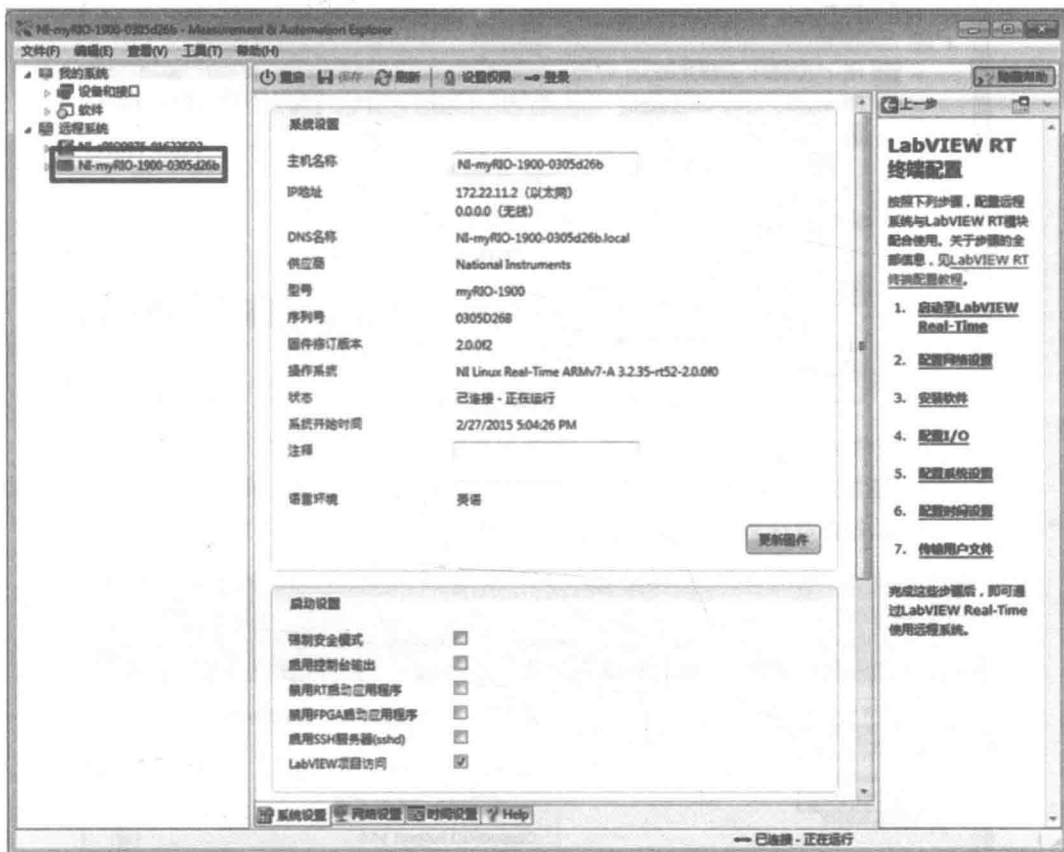 NI-myRIO-1900-0305d26b - Measurement & Automation Explorer
文件(F) 编辑(E) 查看(V) 工具(T) 帮助(H)
我的系统
设备和接口
软件
远程系统
NI-myRIO-1900-0305d26b
重启 保存 刷新 设置权限 登录
隐藏帮助
系统设置
主机名称 NI-myRIO-1900-0305d26b
IP地址 172.22.11.2 (以太网)
0.0.0.0 (无线)
DNS名称 NI-myRIO-1900-0305d26b.local
供应商 National Instruments
型号 myRIO-1900
序列号 0305D26B
固件修订版本 2.0.0f2
操作系统 NI Linux Real-Time ARMv7-A 3.2.35-rt52-2.0.0f0
状态 已连接 - 正在运行
系统开始时间 2/27/2015 5:04:26 PM
注释
语言环境 英语
更新固件
启动设置
强制安全模式
启用控制台输出
禁用RT启动应用程序
禁用FPGA启动应用程序
启用SSH服务器(sshd)
LabVIEW项目访问
系统设置 网络设置 时间设置 Help
已连接 - 正在运行
上一步
LabVIEW RT
终端配置
按照下列步骤，配置远程
系统与LabVIEW RT模块
配合使用。关于步骤的全
部信息，见LabVIEW RT
终端配置教程。
1. 启动至LabVIEW
Real-Time
2. 配置网络设置
3. 安装软件
4. 配置I/O
5. 配置系统设置
6. 配置时间设置
7. 传输用户文件
完成这些步骤后，即可通
过LabVIEW Real-Time
使用远程系统。